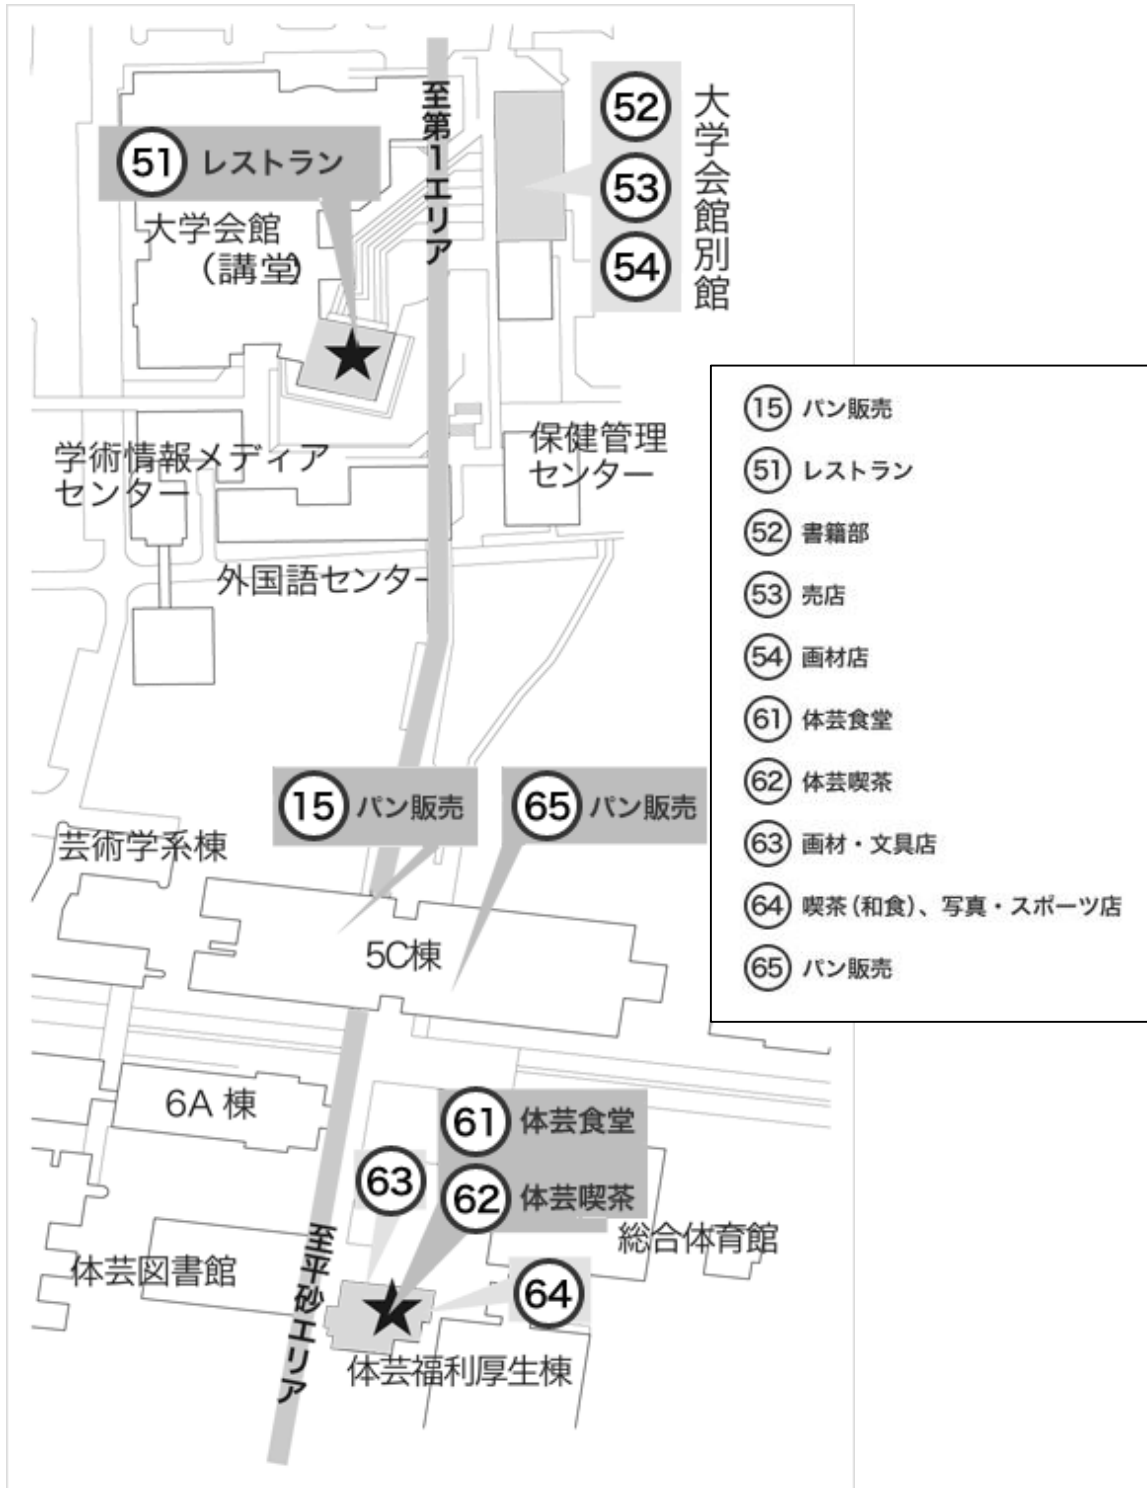 至第1エリア
52
53
54
大学会館別館
51 レストラン
大学会館
（講堂）
学術情報メディア
センター
保健管理
センター
外国語センター
15 パン販売
65 パン販売
芸術学系棟
5C棟
6A 棟
61 体芸食堂
62 体芸喫茶
63
64
総合体育館
体芸図書館
至平砂エリア
体芸福利厚生棟
15 パン販売
51 レストラン
52 書籍部
53 売店
54 画材店
61 体芸食堂
62 体芸喫茶
63 画材・文具店
64 喫茶(和食)、写真・スポーツ店
65 パン販売